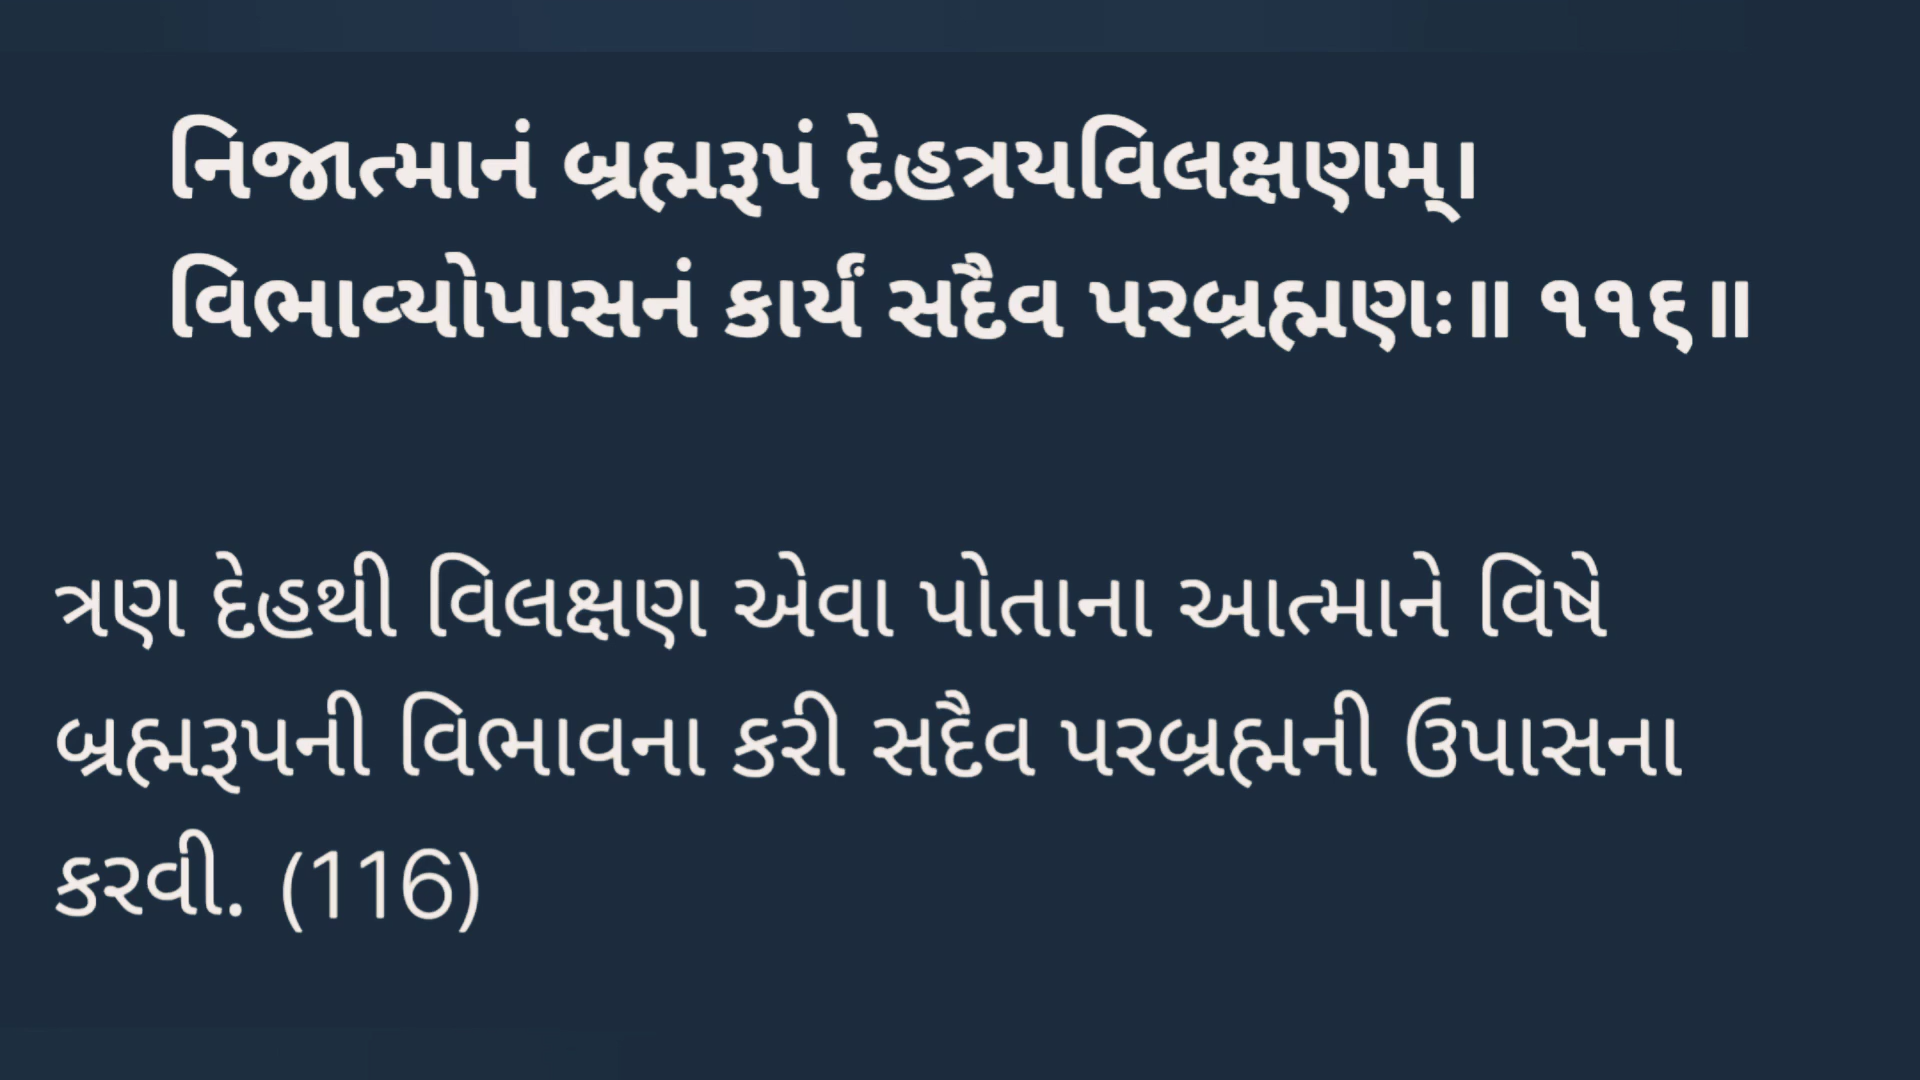 નિજાત્માનં બ્રહ્મરૂપં દેહત્રયવિલક્ષણમ્।
વિભાવ્યોપાસનં કાર્યં સદૈવ પરબ્રહ્મણઃ॥ ૧૧૬॥
ત્રણ દેહથી વિલક્ષણ એવા પોતાના આત્માને વિષે
બ્રહ્મરૂપની વિભાવના કરી સદૈવ પરબ્રહ્મની ઉપાસના
કરવી. (116)